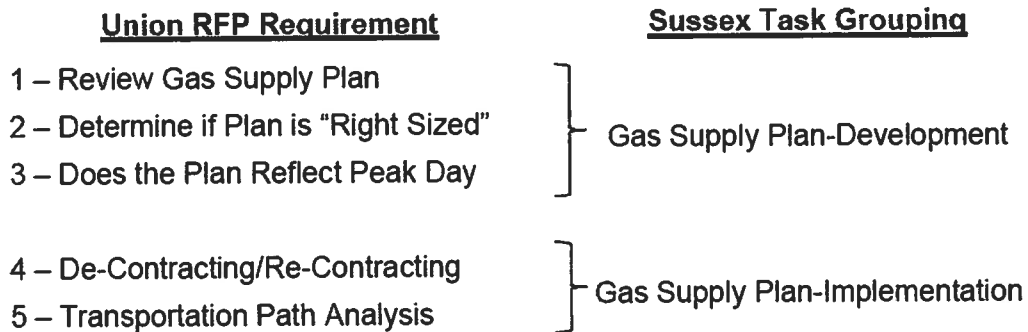 Union RFP Requirement
Sussex Task Grouping
1 – Review Gas Supply Plan
2 – Determine if Plan is “Right Sized”
3 – Does the Plan Reflect Peak Day
Gas Supply Plan-Development
4 – De-Contracting/Re-Contracting
5 – Transportation Path Analysis
Gas Supply Plan-Implementation